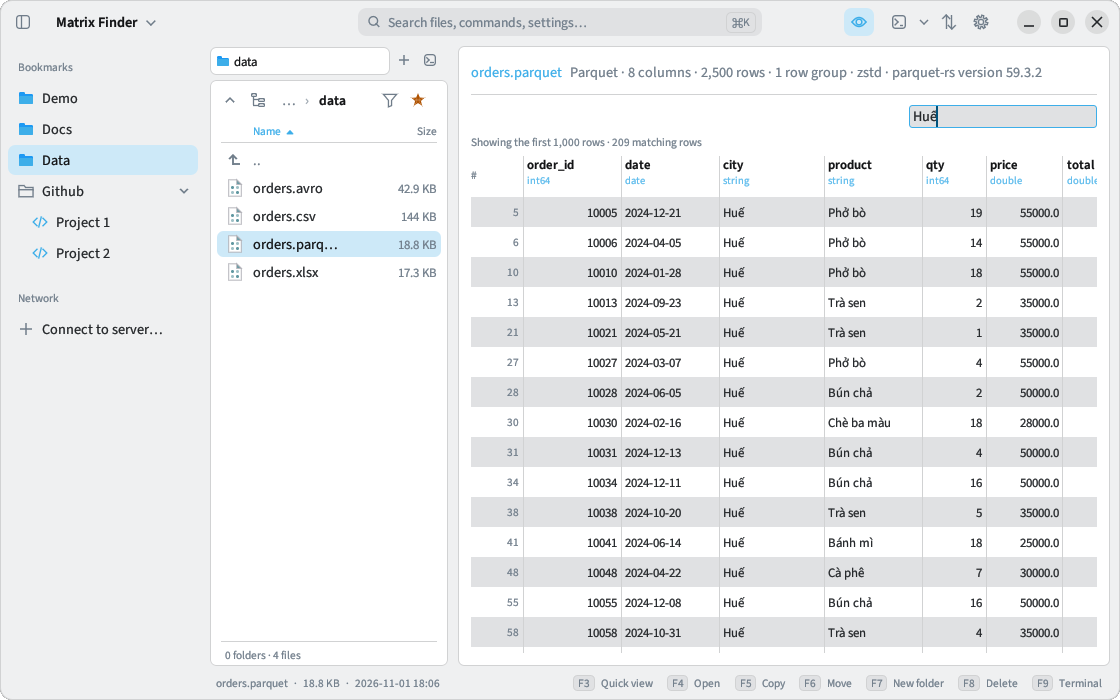 Matrix Finder
Search files, commands, settings… ⌘K
Bookmarks
Demo
Docs
Data
Github
Project 1
Project 2
Network
Connect to server…
data
… › data
Name Size
..
orders.avro 42.9 KB
orders.csv 144 KB
orders.parq… 18.8 KB
orders.xlsx 17.3 KB
0 folders · 4 files
orders.parquet Parquet · 8 columns · 2,500 rows · 1 row group · zstd · parquet-rs version 59.3.2
Huế
Showing the first 1,000 rows · 209 matching rows
# order_id date city product qty price total
int64 date string string int64 double double
5 10005 2024-12-21 Huế Phở bò 19 55000.0
6 10006 2024-04-05 Huế Phở bò 14 55000.0
10 10010 2024-01-28 Huế Phở bò 18 55000.0
13 10013 2024-09-23 Huế Trà sen 2 35000.0
21 10021 2024-05-21 Huế Trà sen 1 35000.0
27 10027 2024-03-07 Huế Phở bò 4 55000.0
28 10028 2024-06-05 Huế Bún chả 2 50000.0
30 10030 2024-02-16 Huế Chè ba màu 18 28000.0
31 10031 2024-12-13 Huế Bún chả 4 50000.0
34 10034 2024-12-11 Huế Bún chả 16 50000.0
38 10038 2024-10-20 Huế Trà sen 5 35000.0
41 10041 2024-06-14 Huế Bánh mì 18 25000.0
48 10048 2024-04-22 Huế Cà phê 7 30000.0
55 10055 2024-12-08 Huế Bún chả 16 50000.0
58 10058 2024-10-31 Huế Trà sen 4 35000.0
orders.parquet · 18.8 KB · 2026-11-01 18:06
F3 Quick view F4 Open F5 Copy F6 Move F7 New folder F8 Delete F9 Terminal